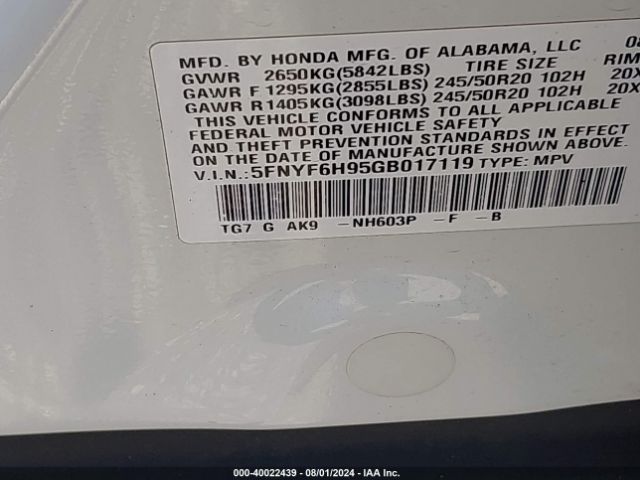 MFD. BY HONDA MFG. OF ALABAMA, LLC 08
GVWR 2650KG(5842LBS) TIRE SIZE RIM
GAWR F 1295KG(2855LBS) 245/50R20 102H 20X
GAWR R 1405KG(3098LBS) 245/50R20 102H 20X
THIS VEHICLE CONFORMS TO ALL APPLICABLE
FEDERAL MOTOR VEHICLE SAFETY
AND THEFT PREVENTION STANDARDS IN EFFECT
ON THE DATE OF MANUFACTURE SHOWN ABOVE.
V.I.N.:5FNYF6H95GB017119 TYPE: MPV
TG7 G AK9 -NH603P -F -B
000-40022439 - 08/01/2024 - IAA Inc.